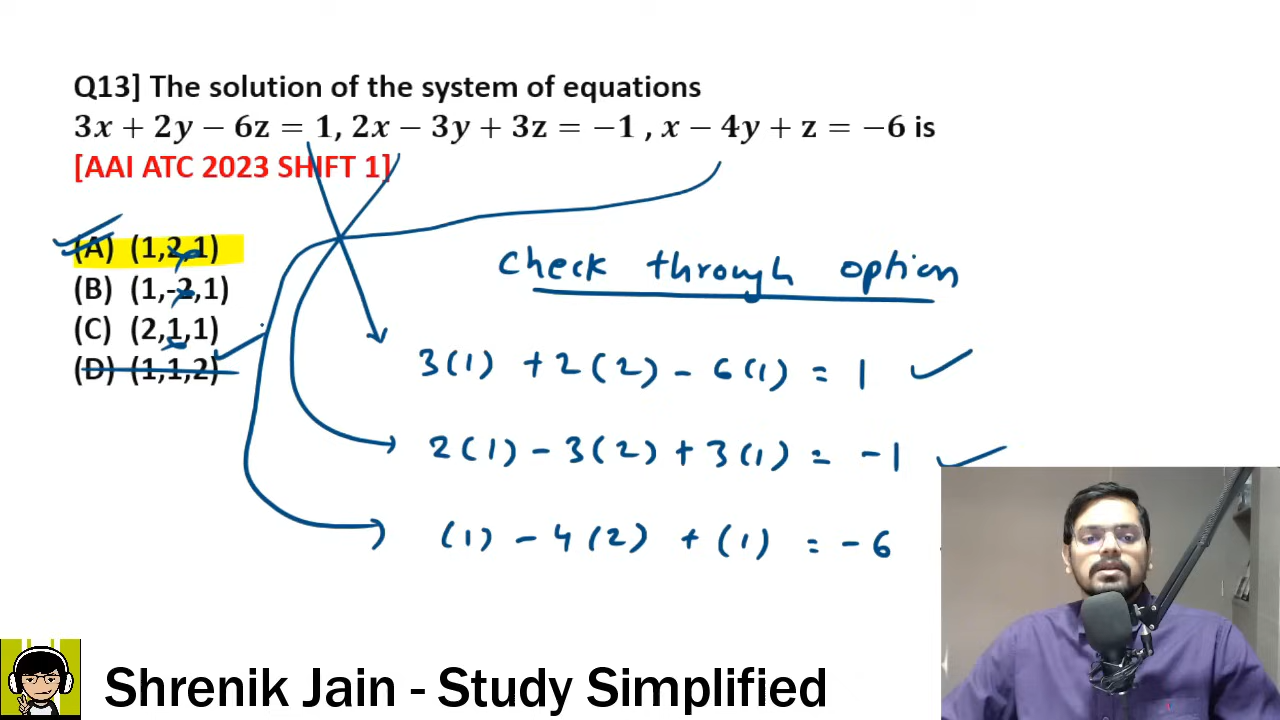 Q13] The solution of the system of equations
3x + 2y − 6z = 1, 2x − 3y + 3z = −1 , x − 4y + z = −6 is
[AAI ATC 2023 SHIFT 1]
(A) (1,2,1)
(B) (1,-2,1)
(C) (2,1,1)
(D) (1,1,2)
Check through option
3(1) + 2(2) − 6(1) = 1
2(1) − 3(2) + 3(1) = −1
(1) − 4(2) + (1) = −6
Shrenik Jain - Study Simplified